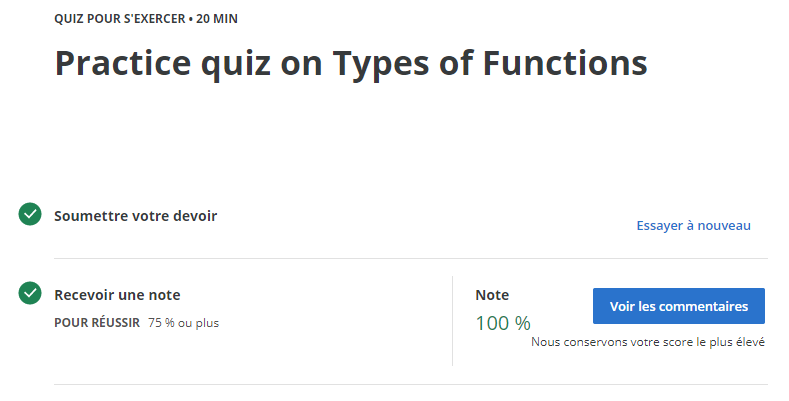 QUIZ POUR S'EXERCER • 20 MIN
Practice quiz on Types of Functions
Soumettre votre devoir
Essayer à nouveau
Recevoir une note
POUR RÉUSSIR 75 % ou plus
Note
100 %
Voir les commentaires
Nous conservons votre score le plus élevé